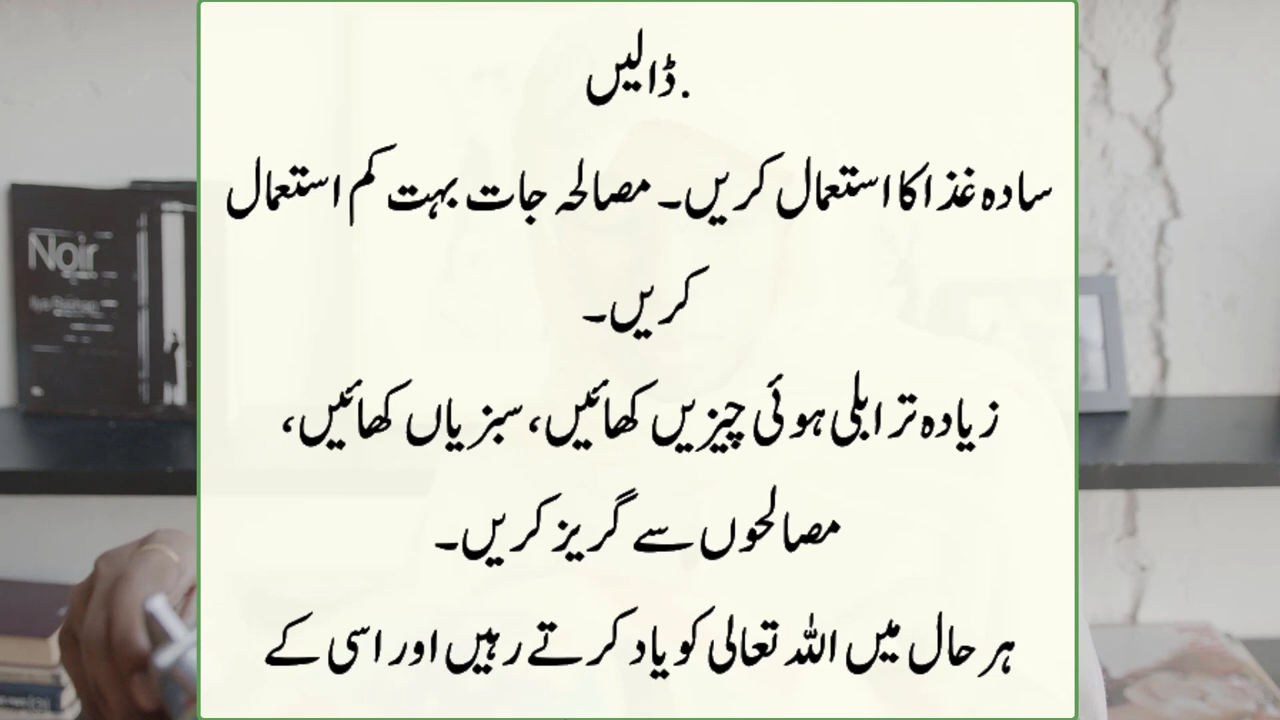 ڈالیں.
سادہ غذا کا استعمال کریں۔ مصالحہ جات بہت کم استعمال
کریں۔
زیادہ تر ابلی ہوئی چیزیں کھائیں، سبزیاں کھائیں،
مصالحوں سے گریز کریں۔
ہر حال میں اللہ تعالی کو یاد کرتے رہیں اور اسی کے
Noir